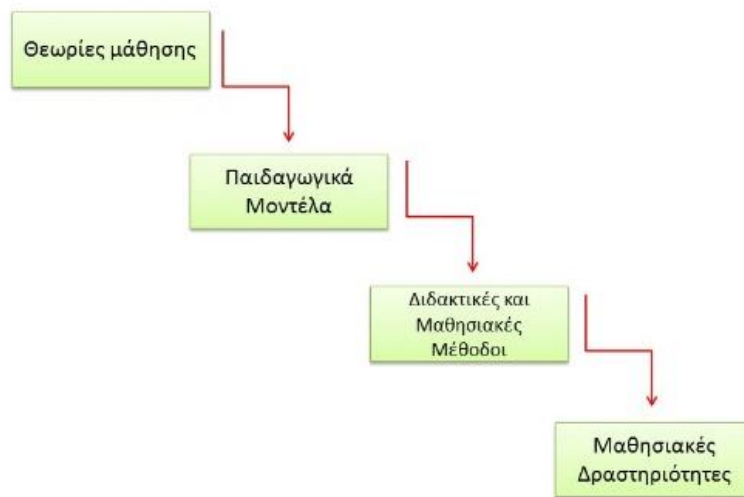 Θεωρίες μάθησης
Παιδαγωγικά
Μοντέλα
Διδακτικές και
Μαθησιακές
Μέθοδοι
Μαθησιακές
Δραστηριότητες